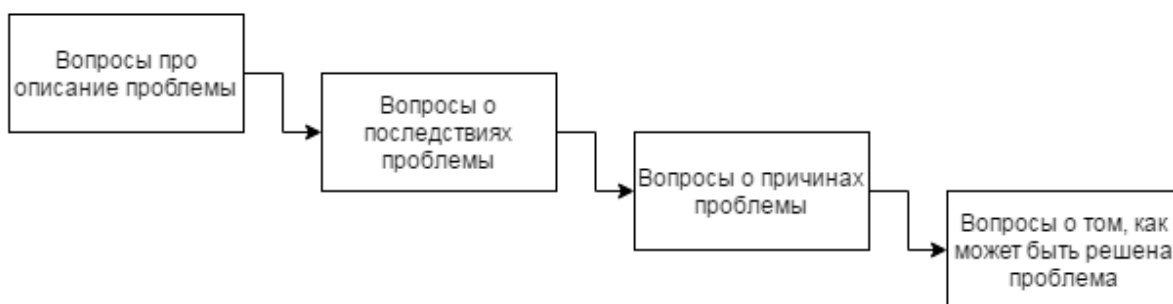 Вопросы про
описание проблемы
Вопросы о
последствиях
проблемы
Вопросы о причинах
проблемы
Вопросы о том, как
может быть решена
проблема